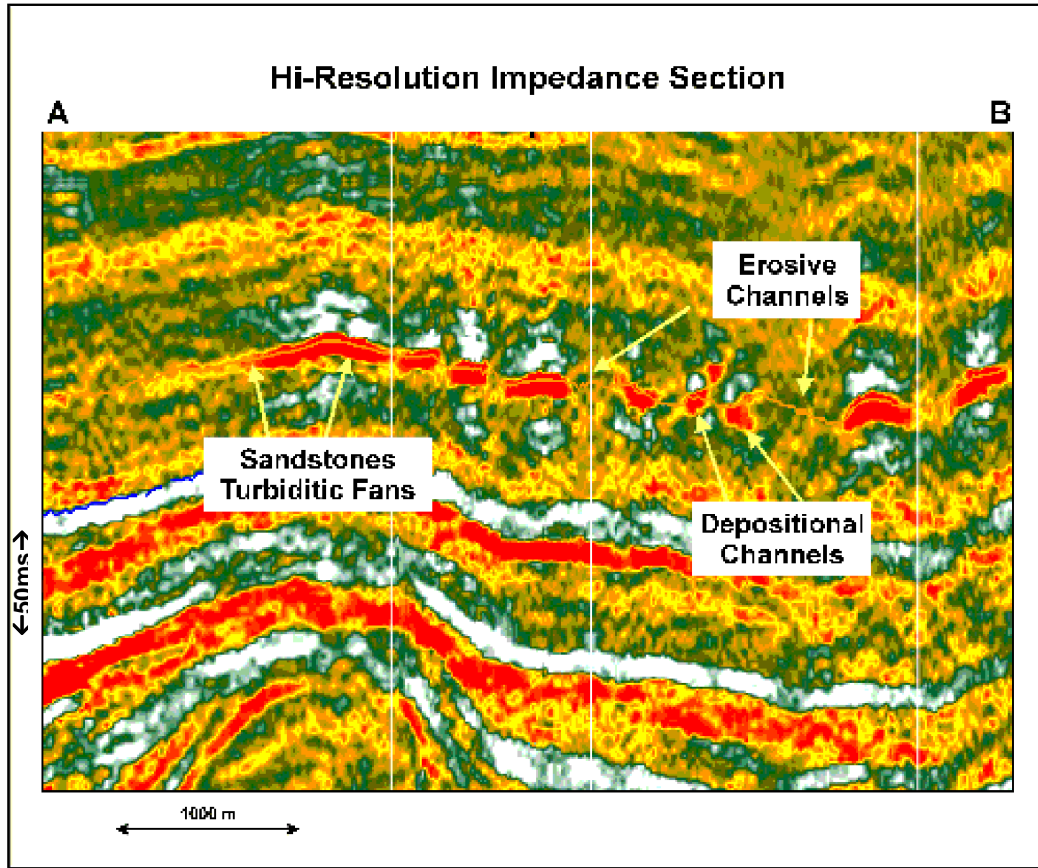 Hi-Resolution Impedance Section
A
B
Erosive
Channels
Sandstones
Turbiditic Fans
Depositional
Channels
50ms
1000 m